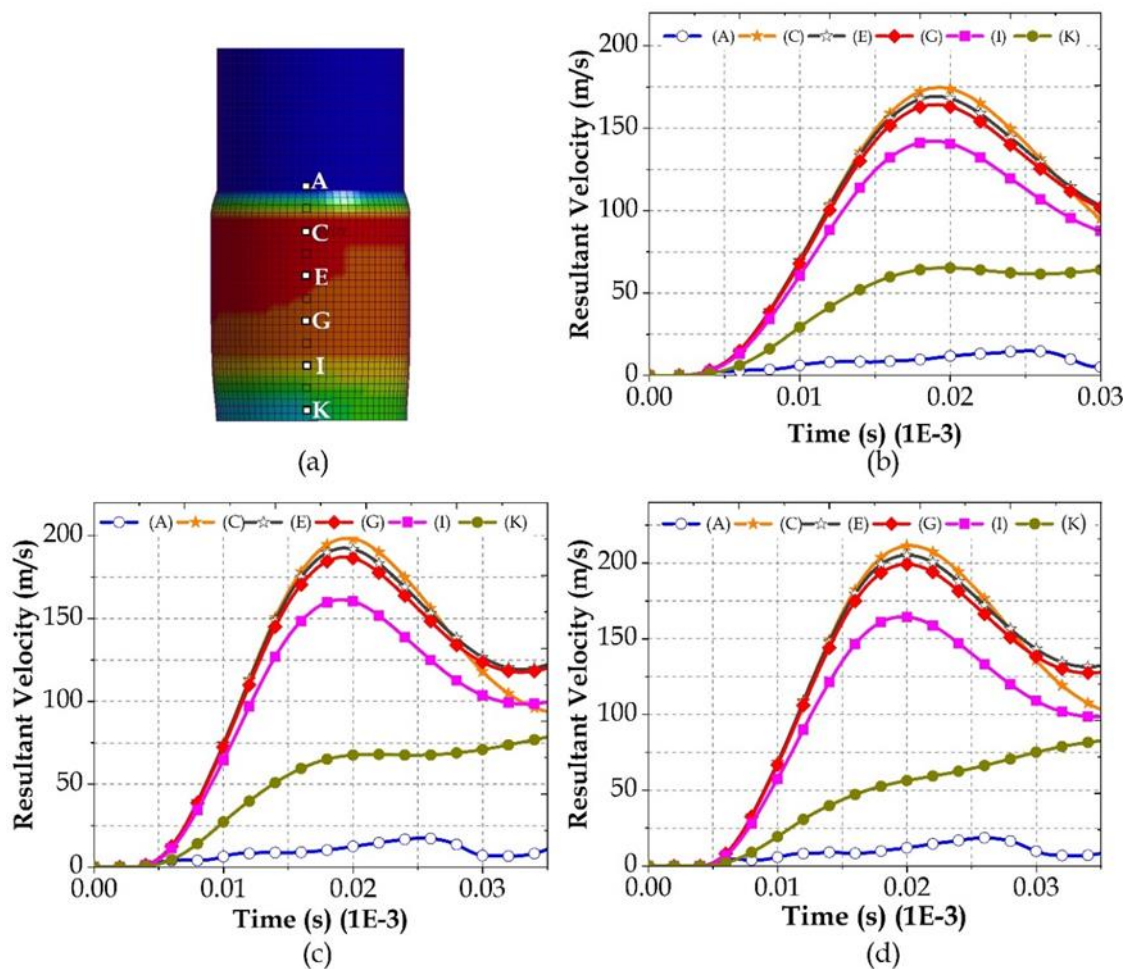 A
C
E
G
I
K
(a)
(A) (C) (E) (G) (I) (K)
200
150
100
50
0
Resultant Velocity (m/s)
0.00 0.01 0.02 0.03
Time (s) (1E-3)
(b)
(A) (C) (E) (G) (I) (K)
200
150
100
50
0
Resultant Velocity (m/s)
0.00 0.01 0.02 0.03
Time (s) (1E-3)
(c)
(A) (C) (E) (G) (I) (K)
200
150
100
50
0
Resultant Velocity (m/s)
0.00 0.01 0.02 0.03
Time (s) (1E-3)
(d)